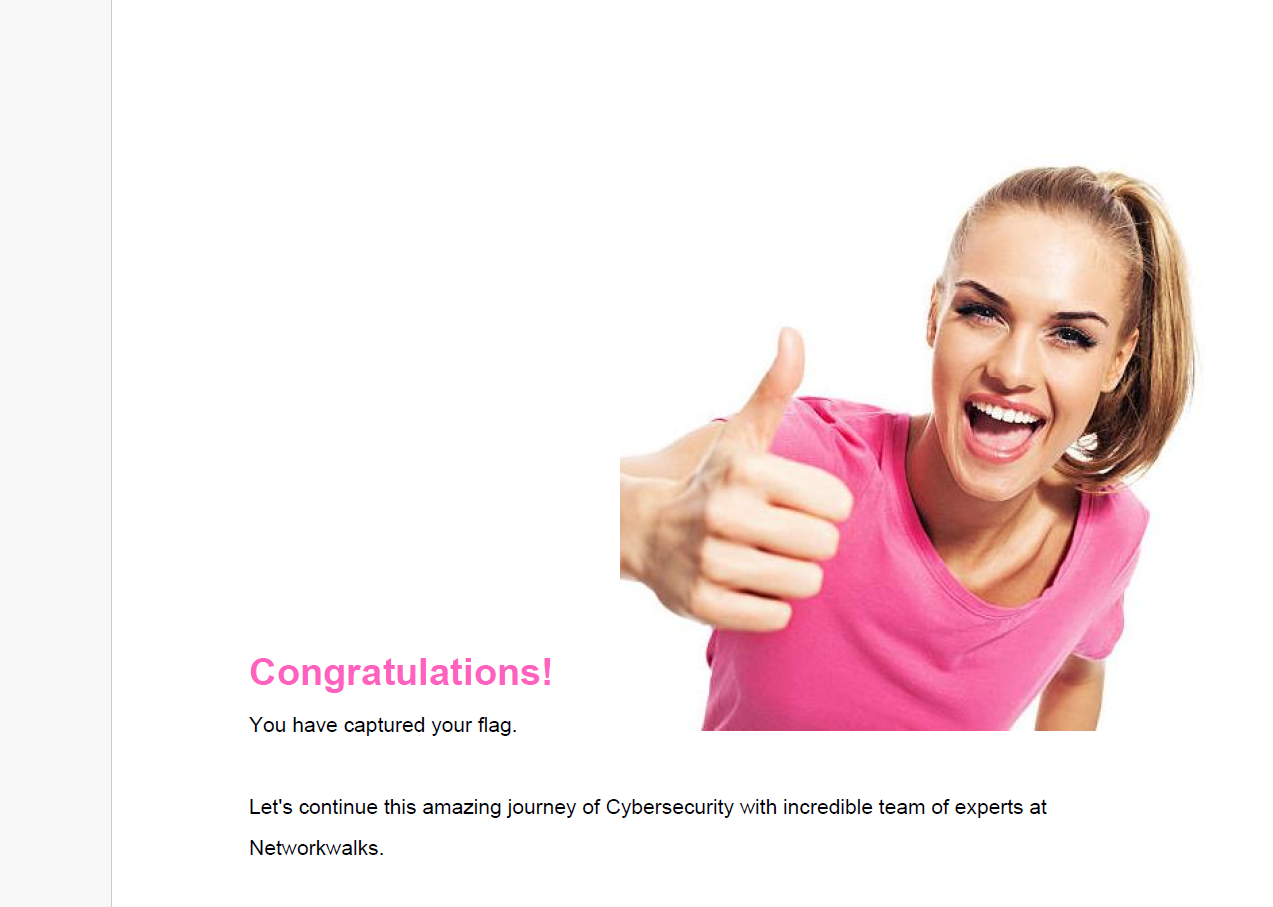 Congratulations!
You have captured your flag.
Let's continue this amazing journey of Cybersecurity with incredible team of experts at
Networkwalks.